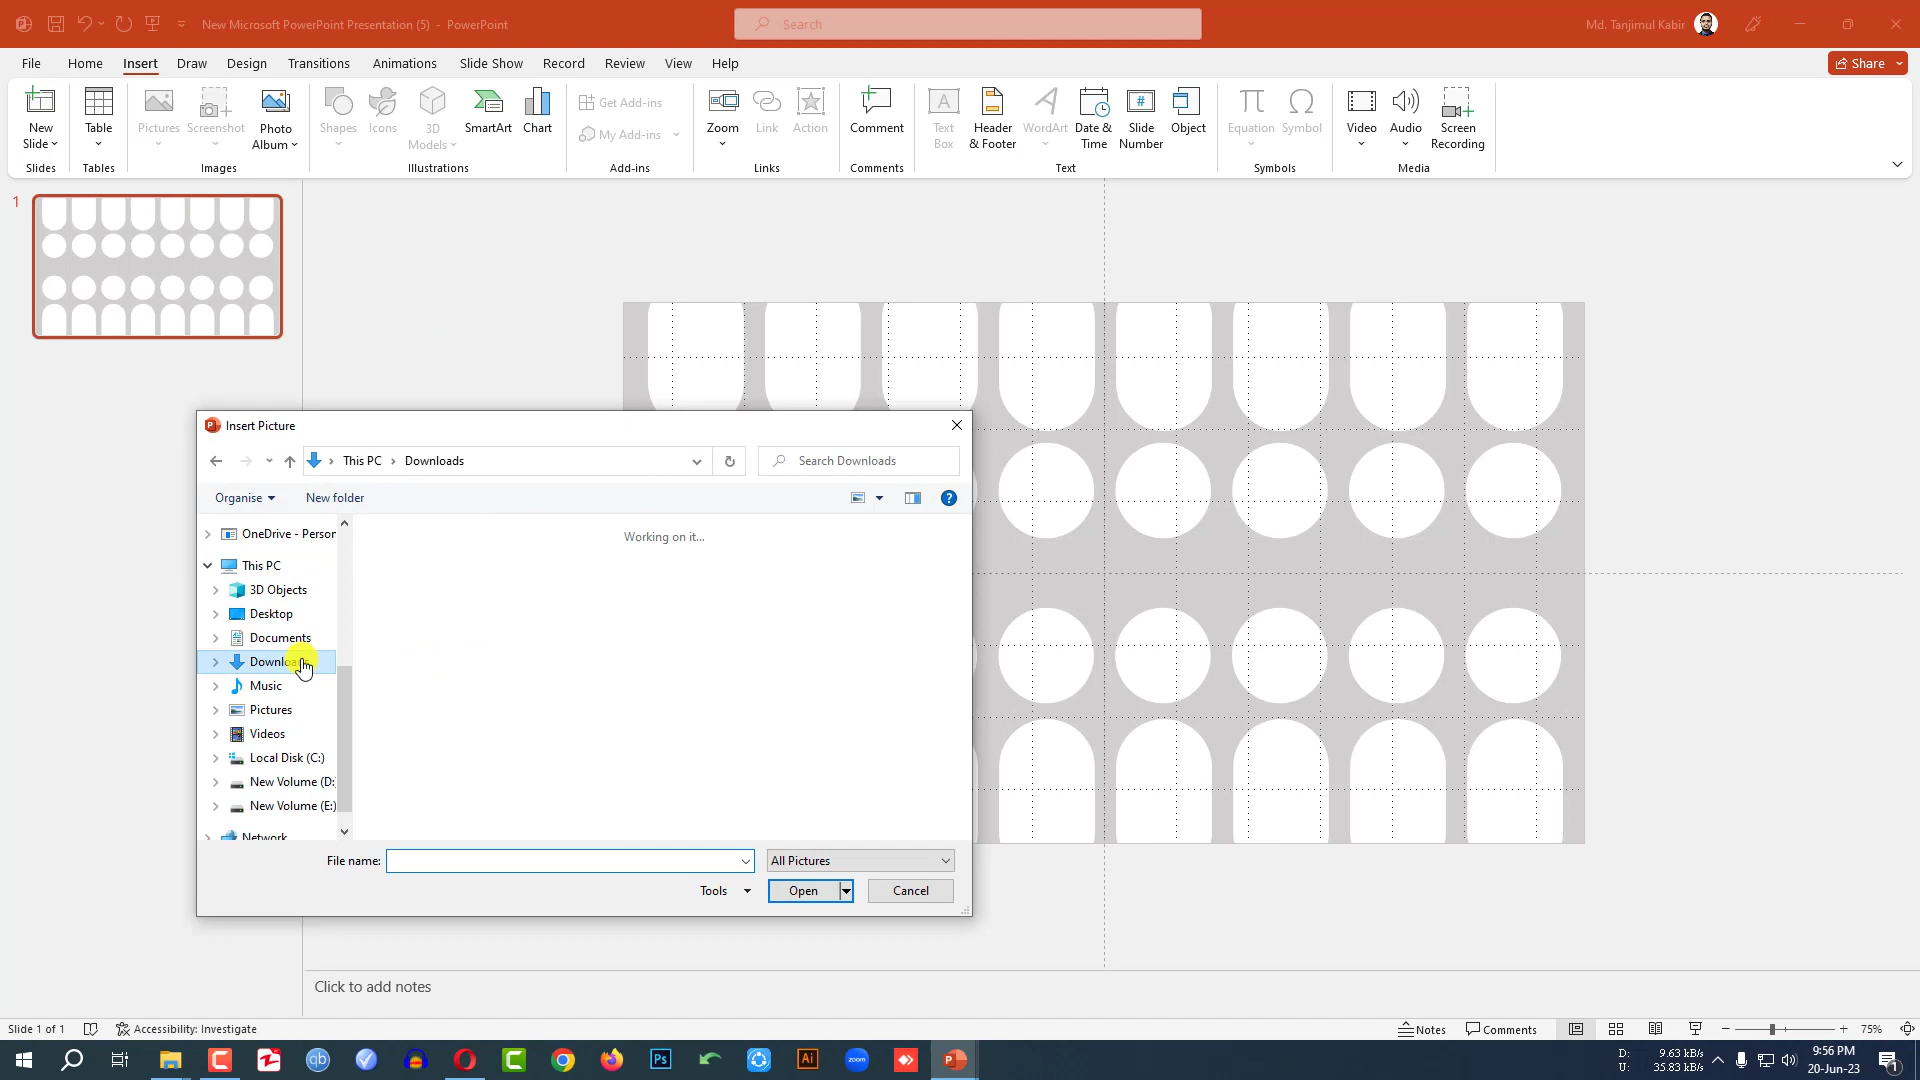 New Microsoft PowerPoint Presentation (5) - PowerPoint
Search
Md. Tanjimul Kabir
File Home Insert Draw Design Transitions Animations Slide Show Record Review View Help
Share
New Slide
Table
Pictures
Screenshot
Photo Album
Shapes
Icons
3D Models
SmartArt
Chart
Get Add-ins
My Add-ins
Zoom
Link
Action
Comment
Text Box
Header & Footer
WordArt
Date & Time
Slide Number
Object
Equation
Symbol
Video
Audio
Screen Recording
Slides Tables Images Illustrations Add-ins Links Comments Text Symbols Media
1
Insert Picture
This PC > Downloads
Search Downloads
Organise
New folder
OneDrive - Person
Working on it...
This PC
3D Objects
Desktop
Documents
Music
Pictures
Videos
Local Disk (C:)
New Volume (D:
New Volume (E:)
Network
File name:
All Pictures
Tools
Open
Cancel
Click to add notes
Slide 1 of 1
Accessibility: Investigate
Notes
Comments
75%
D: 9.63 kB/s
U: 35.83 kB/s
9:56 PM
20-Jun-23
1
qb
Ps
Ai
zoom